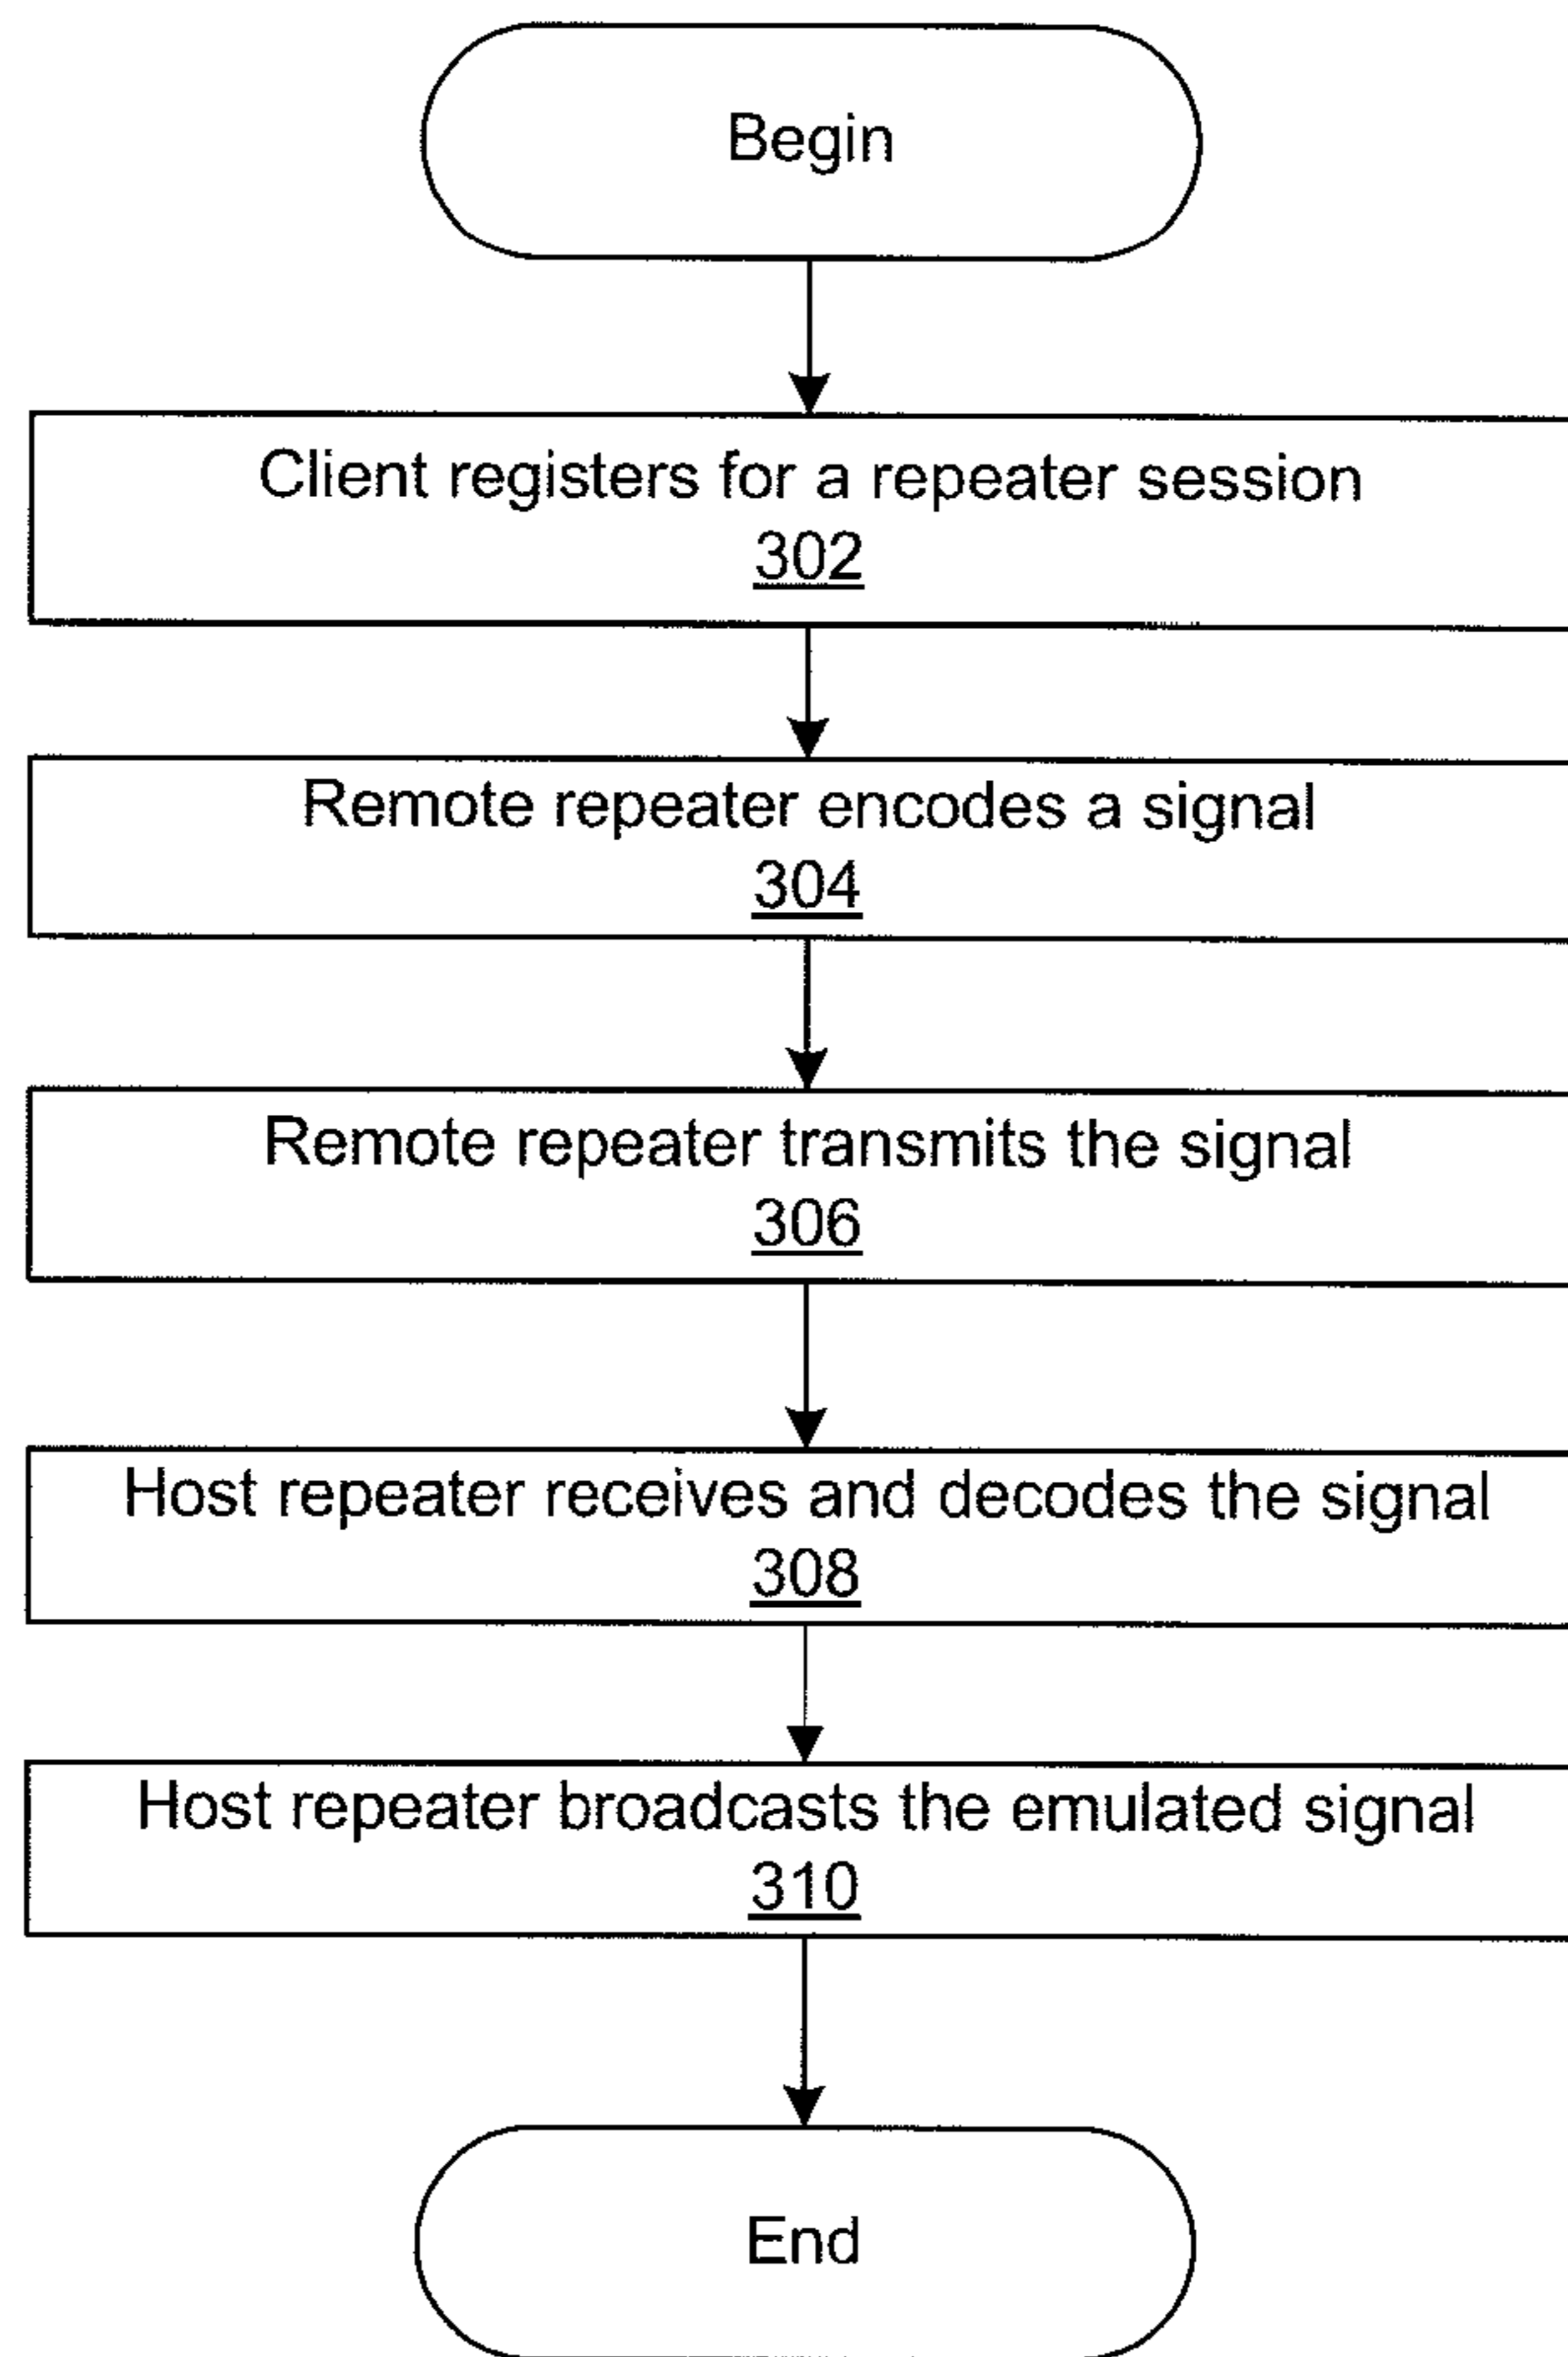 Begin
Client registers for a repeater session
302
Remote repeater encodes a signal
304
Remote repeater transmits the signal
306
Host repeater receives and decodes the signal
308
Host repeater broadcasts the emulated signal
310
End